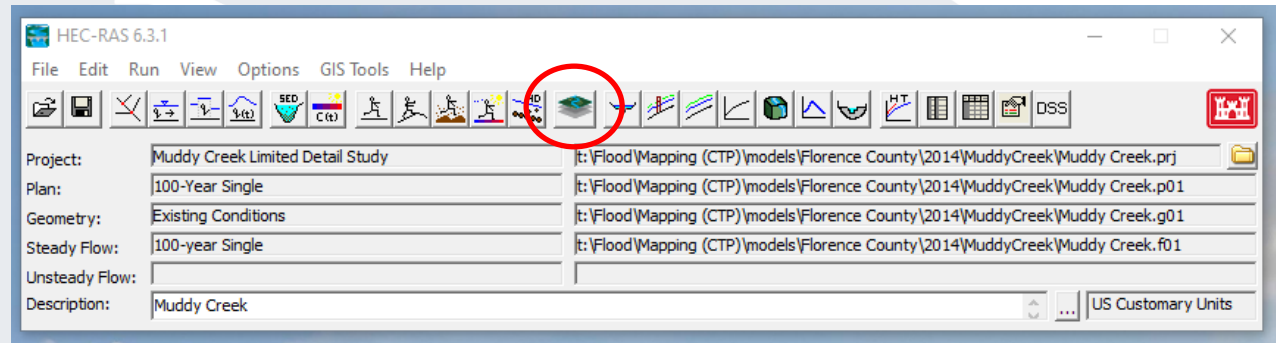 HEC-RAS 6.3.1
File Edit Run View Options GIS Tools Help
SED C(t) HT DSS
Project: Muddy Creek Limited Detail Study t:\Flood\Mapping (CTP)\models\Florence County\2014\MuddyCreek\Muddy Creek.prj
Plan: 100-Year Single t:\Flood\Mapping (CTP)\models\Florence County\2014\MuddyCreek\Muddy Creek.p01
Geometry: Existing Conditions t:\Flood\Mapping (CTP)\models\Florence County\2014\MuddyCreek\Muddy Creek.g01
Steady Flow: 100-year Single t:\Flood\Mapping (CTP)\models\Florence County\2014\MuddyCreek\Muddy Creek.f01
Unsteady Flow:
Description: Muddy Creek ... US Customary Units